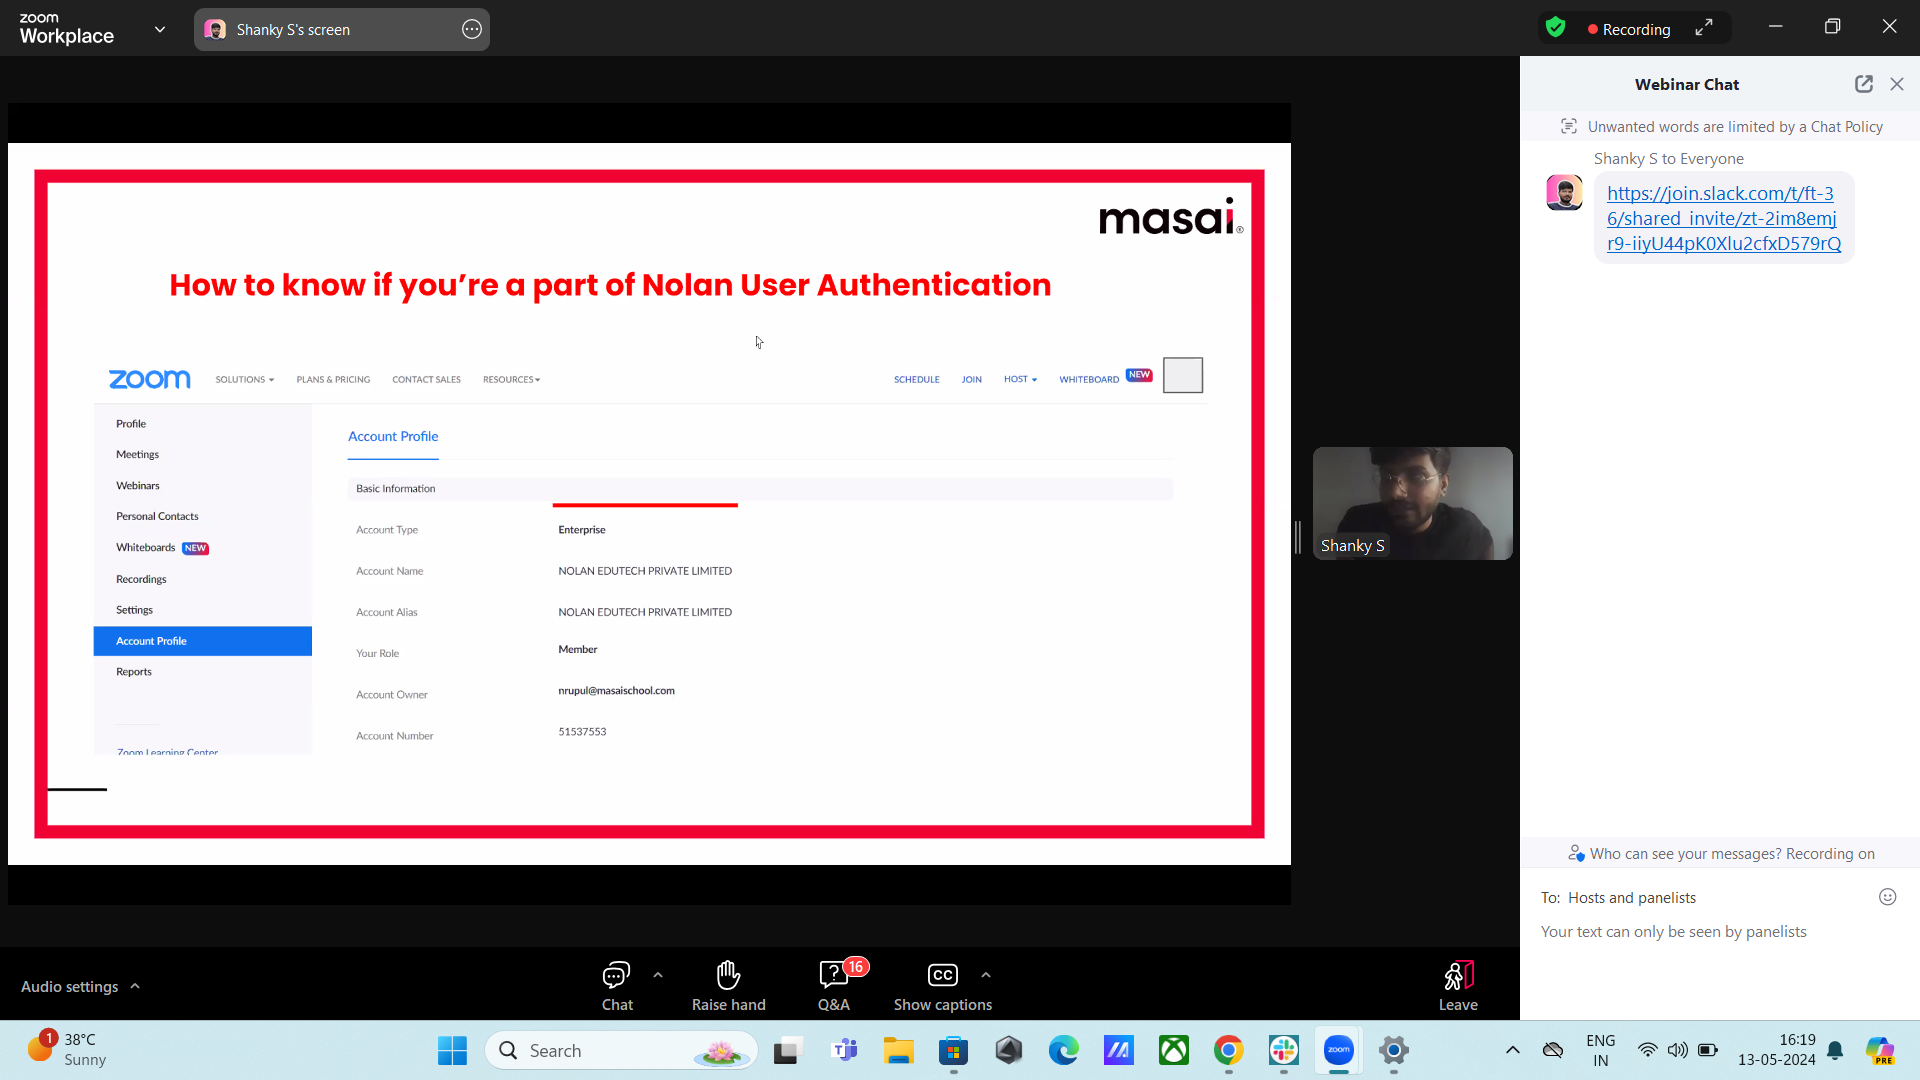 zoom
Workplace
Shanky S's screen
Recording
Webinar Chat
Unwanted words are limited by a Chat Policy
Shanky S to Everyone
https://join.slack.com/t/ft-3
6/shared_invite/zt-2im8emj
r9-iiyU44pK0Xlu2cfxD579rQ
masai
How to know if you're a part of Nolan User Authentication
zoom
SOLUTIONS
PLANS & PRICING
CONTACT SALES
RESOURCES
SCHEDULE
JOIN
HOST
WHITEBOARD
NEW
Profile
Meetings
Webinars
Personal Contacts
Whiteboards NEW
Recordings
Settings
Account Profile
Reports
Zoom Learning Center
Account Profile
Basic Information
Account Type Enterprise
Account Name NOLAN EDUTECH PRIVATE LIMITED
Account Alias NOLAN EDUTECH PRIVATE LIMITED
Your Role Member
Account Owner nrupul@masaischool.com
Account Number 51537553
Shanky S
Who can see your messages? Recording on
To: Hosts and panelists
Your text can only be seen by panelists
Audio settings
Chat
Raise hand
16
Q&A
CC
Show captions
Leave
1
38°C
Sunny
Search
zoom
ENG
IN
16:19
13-05-2024
PRE